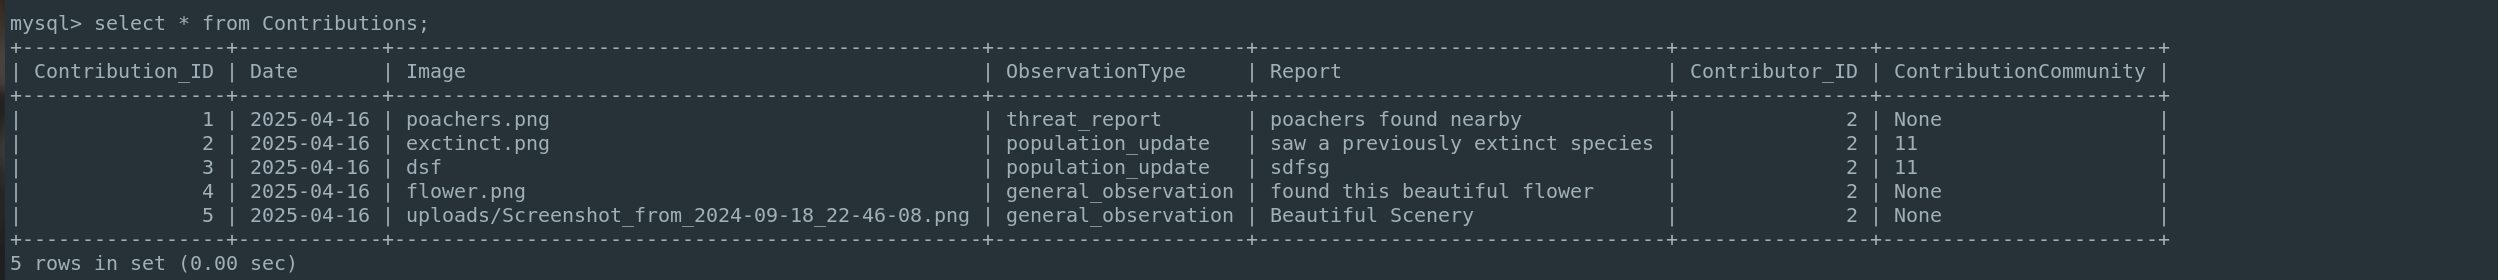 mysql> select * from Contributions;
+-----------------+------------+-------------------------------------------------+---------------------+----------------------------------+----------------+-----------------------+
| Contribution_ID | Date       | Image                                           | ObservationType     | Report                           | Contributor_ID | ContributionCommunity |
+-----------------+------------+-------------------------------------------------+---------------------+----------------------------------+----------------+-----------------------+
|               1 | 2025-04-16 | poachers.png                                    | threat_report       | poachers found nearby            |              2 | None                  |
|               2 | 2025-04-16 | exctinct.png                                    | population_update   | saw a previously extinct species |              2 | 11                    |
|               3 | 2025-04-16 | dsf                                             | population_update   | sdfsg                            |              2 | 11                    |
|               4 | 2025-04-16 | flower.png                                      | general_observation | found this beautiful flower      |              2 | None                  |
|               5 | 2025-04-16 | uploads/Screenshot_from_2024-09-18_22-46-08.png | general_observation | Beautiful Scenery                |              2 | None                  |
+-----------------+------------+-------------------------------------------------+---------------------+----------------------------------+----------------+-----------------------+
5 rows in set (0.00 sec)